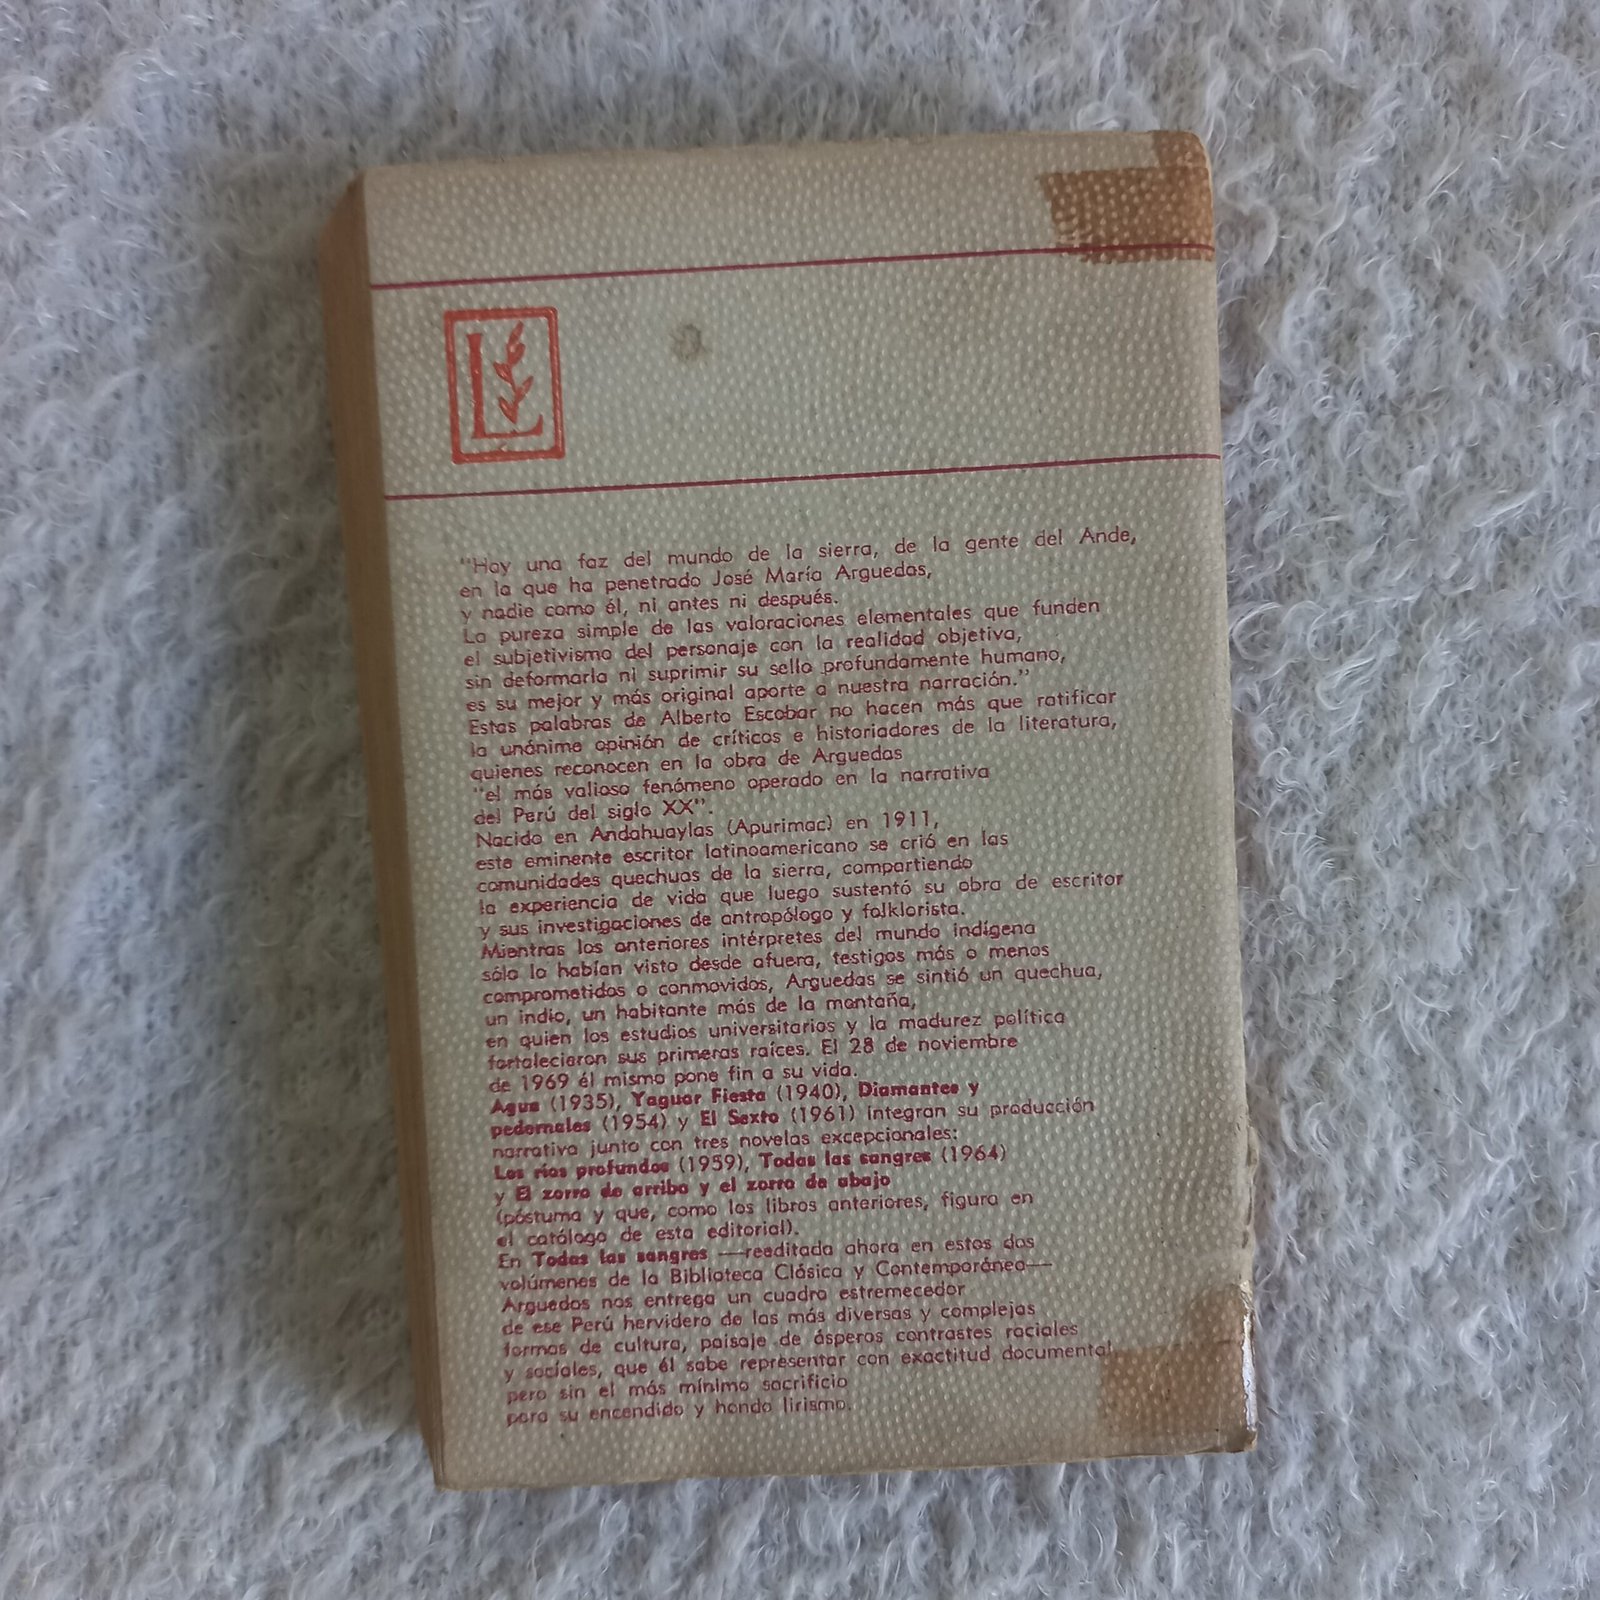 L
"Hay una faz del mundo de la sierra, de la gente del Ande,
en la que ha penetrado José María Arguedas,
y nadie como él, ni antes ni después.
La pureza simple de las valoraciones elementales que funden
el subjetivismo del personaje con la realidad objetiva,
sin deformarla ni suprimir su sello profundamente humano,
es su mejor y más original aporte a nuestra narración."
Estas palabras de Alberto Escobar no hacen más que ratificar
la unánime opinión de críticos e historiadores de la literatura,
quienes reconocen en la obra de Arguedas
"el más valioso fenómeno operado en la narrativa
del Perú del siglo XX".
Nacido en Andahuaylas (Apurimac) en 1911,
este eminente escritor latinoamericano se crió en las
comunidades quechuas de la sierra, compartiendo
la experiencia de vida que luego sustentó su obra de escritor
y sus investigaciones de antropólogo y folklorista.
Mientras los anteriores intérpretes del mundo indígena
sólo lo habían visto desde afuera, testigos más o menos
comprometidos o conmovidos, Arguedas se sintió un quechua,
un indio, un habitante más de la montaña,
en quien los estudios universitarios y la madurez política
fortalecieron sus primeras raíces. El 28 de noviembre
de 1969 él mismo pone fin a su vida.
Agua (1935), Yaguar Fiesta (1940), Diamantes y
pedernales (1954) y El Sexto (1961) integran su producción
narrativa junto con tres novelas excepcionales:
Los ríos profundos (1959), Todas las sangres (1964)
y El zorro de arriba y el zorro de abajo
(póstuma y que, como los libros anteriores, figura en
el catálogo de esta editorial).
En Todas las sangres —reeditada ahora en estos dos
volúmenes de la Biblioteca Clásica y Contemporánea—
Arguedas nos entrega un cuadro estremecedor
de ese Perú hervidero de las más diversas y complejas
formas de cultura, paisaje de ásperos contrastes raciales
y sociales, que él sabe representar con exactitud documental
pero sin el más mínimo sacrificio
para su encendido y hondo lirismo.